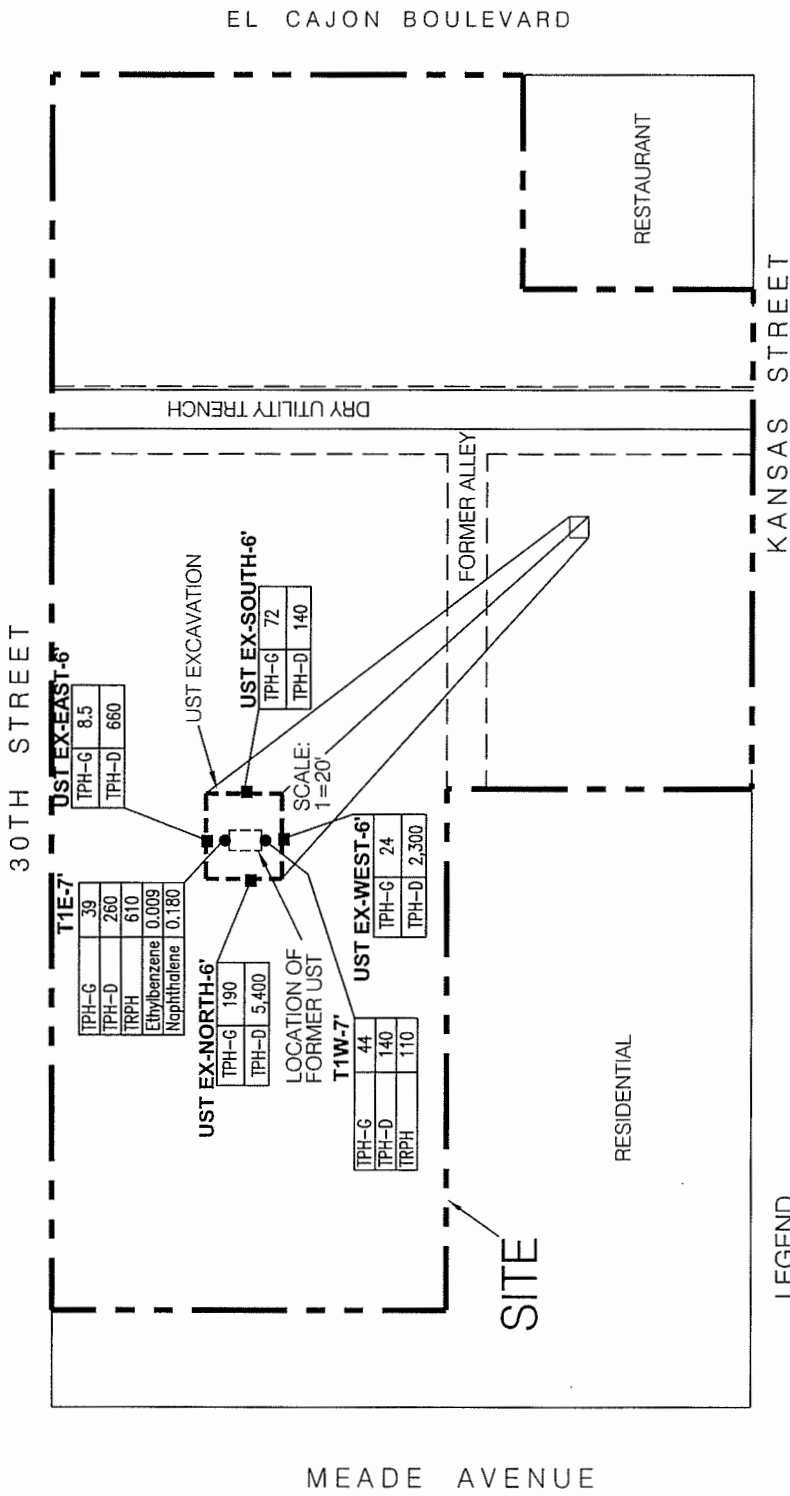 EL CAJON BOULEVARD
30TH STREET
RESTAURANT
DRY UTILITY TRENCH
FORMER ALLEY
KANSAS STREET
UST EX-EAST-6'
TPH-G 8.5
TPH-D 660
UST EXCAVATION
UST EX-SOUTH-6'
TPH-G 72
TPH-D 140
SCALE:
1=20'
T1E-7'
TPH-G 39
TPH-D 260
TRPH 610
Ethylbenzene 0.009
Naphthalene 0.180
UST EX-NORTH-6'
TPH-G 190
TPH-D 5,400
LOCATION OF
FORMER UST
UST EX-WEST-6'
TPH-G 24
TPH-D 2,300
T1W-7'
TPH-G 44
TPH-D 140
TRPH 110
RESIDENTIAL
SITE
LEGEND
MEADE AVENUE